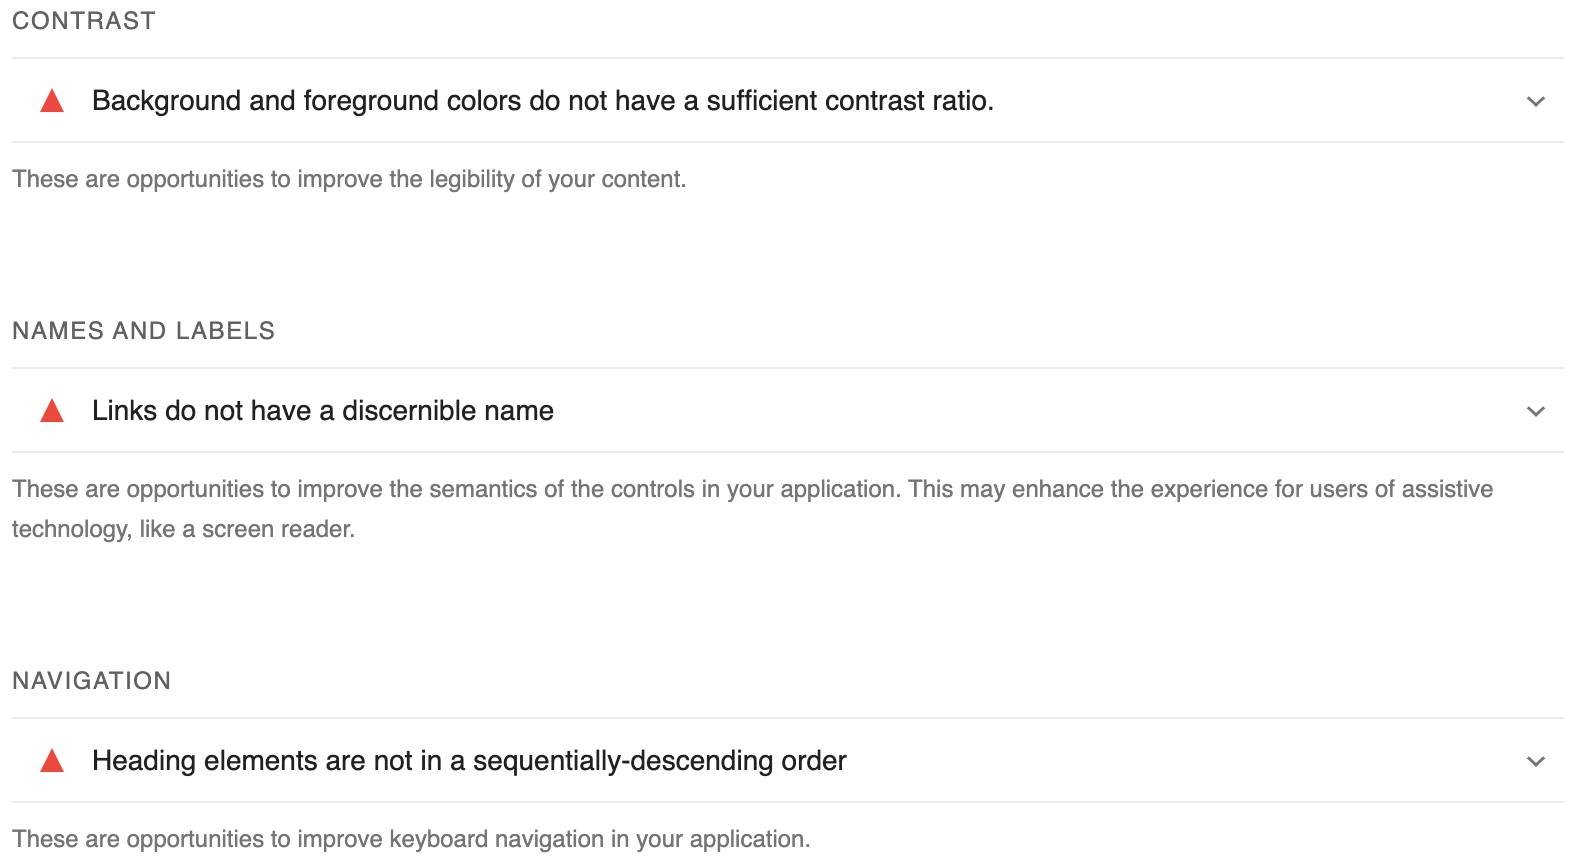 CONTRAST
Background and foreground colors do not have a sufficient contrast ratio.
These are opportunities to improve the legibility of your content.
NAMES AND LABELS
Links do not have a discernible name
These are opportunities to improve the semantics of the controls in your application. This may enhance the experience for users of assistive
technology, like a screen reader.
NAVIGATION
Heading elements are not in a sequentially-descending order
These are opportunities to improve keyboard navigation in your application.